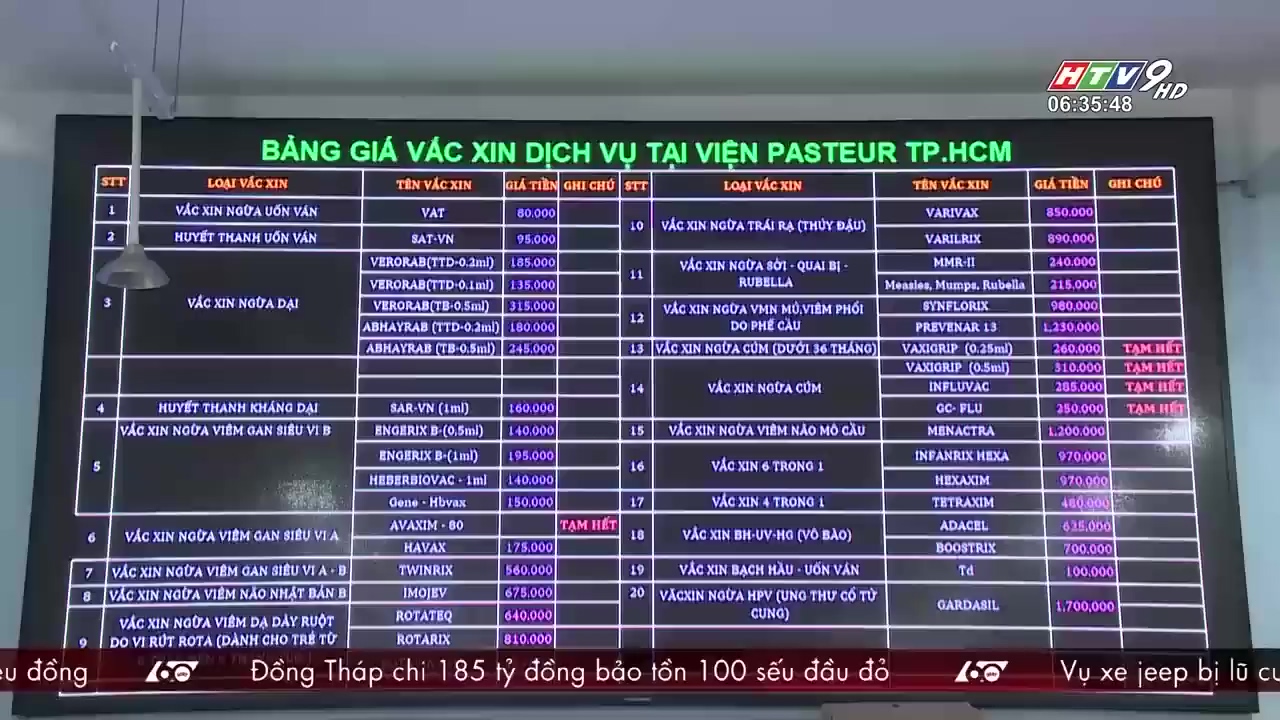 HTV9 HD
06:35:48
BẢNG GIÁ VẮC XIN DỊCH VỤ TẠI VIỆN PASTEUR TP.HCM
STT LOẠI VẮC XIN TÊN VẮC XIN GIÁ TIỀN GHI CHÚ
1 VẮC XIN NGỪA UỐN VÁN VAT 80.000
2 HUYẾT THANH UỐN VÁN SAT-VN 95.000
3 VẮC XIN NGỪA DẠI VERORAB(TTD-0.2ml) 185.000
VERORAB(TTD-0.1ml) 135.000
VERORAB(TB-0.5ml) 315.000
ABHAYRAB (TTD-0.2ml) 180.000
ABHAYRAB (TB-0.5ml) 245.000
4 HUYẾT THANH KHÁNG DẠI SAR-VN (1ml) 160.000
5 VẮC XIN NGỪA VIÊM GAN SIÊU VI B ENGERIX B-(0,5ml) 140.000
ENGERIX B-(1ml) 195.000
HEBERBIOVAC - 1ml 140.000
Gene - Hbvax 150.000
6 VẮC XIN NGỪA VIÊM GAN SIÊU VI A AVAXIM - 80 TẠM HẾT
HAVAX 175.000
7 VẮC XIN NGỪA VIÊM GAN SIÊU VI A - B TWINRIX 560.000
8 VẮC XIN NGỪA VIÊM NÃO NHẬT BẢN B IMOJEV 675.000
9 VẮC XIN NGỪA VIÊM DẠ DÀY RUỘT ROTATEQ 640.000
DO VI RÚT ROTA (DÀNH CHO TRẺ TỪ ROTARIX 810.000
STT LOẠI VẮC XIN TÊN VẮC XIN GIÁ TIỀN GHI CHÚ
10 VẮC XIN NGỪA TRÁI RẠ (THỦY ĐẬU) VARIVAX 850.000
VARILRIX 890.000
11 VẮC XIN NGỪA SỞI - QUAI BỊ - MMR-II 240.000
RUBELLA Measles, Mumps, Rubella 215.000
12 VẮC XIN NGỪA VMN MỦ,VIÊM PHỔI SYNFLORIX 980.000
DO PHẾ CẦU PREVENAR 13 1,230.000
13 VẮC XIN NGỪA CÚM (DƯỚI 36 THÁNG) VAXIGRIP (0.25ml) 260.000 TẠM HẾT
14 VẮC XIN NGỪA CÚM VAXIGRIP (0.5ml) 310.000 TẠM HẾT
INFLUVAC 285.000 TẠM HẾT
GC- FLU 250.000 TẠM HẾT
15 VẮC XIN NGỪA VIÊM NÃO MÔ CẦU MENACTRA 1,200.000
16 VẮC XIN 6 TRONG 1 INFANRIX HEXA 970.000
HEXAXIM 970.000
17 VẮC XIN 4 TRONG 1 TETRAXIM 480.000
18 VẮC XIN BH-UV-HG (VÔ BÀO) ADACEL 625.000
BOOSTRIX 700.000
19 VẮC XIN BẠCH HẦU - UỐN VÁN Td 100.000
20 VĂCXIN NGỪA HPV (UNG THƯ CỔ TỬ GARDASIL 1,700,000
CUNG)
đồng 60 giây Đồng Tháp chi 185 tỷ đồng bảo tồn 100 sếu đầu đỏ 60 giây Vụ xe jeep bị lũ